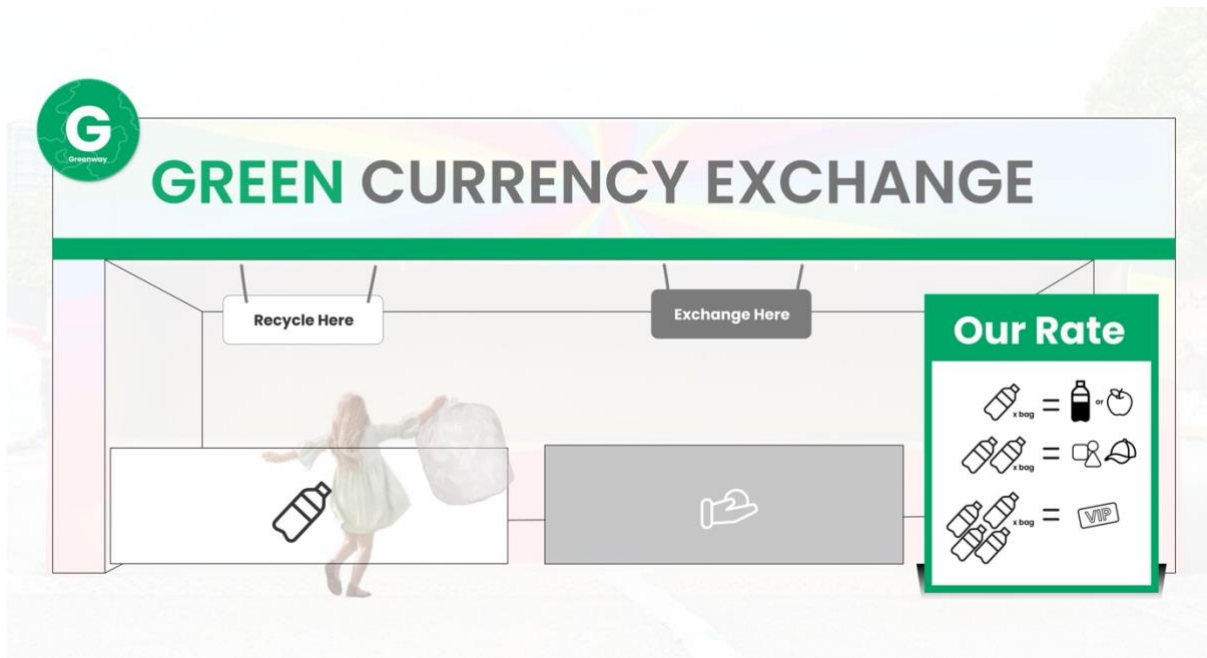 G
Greenway
GREEN CURRENCY EXCHANGE
Recycle Here
Exchange Here
Our Rate
x bag = or
x bag =
x bag = VIP